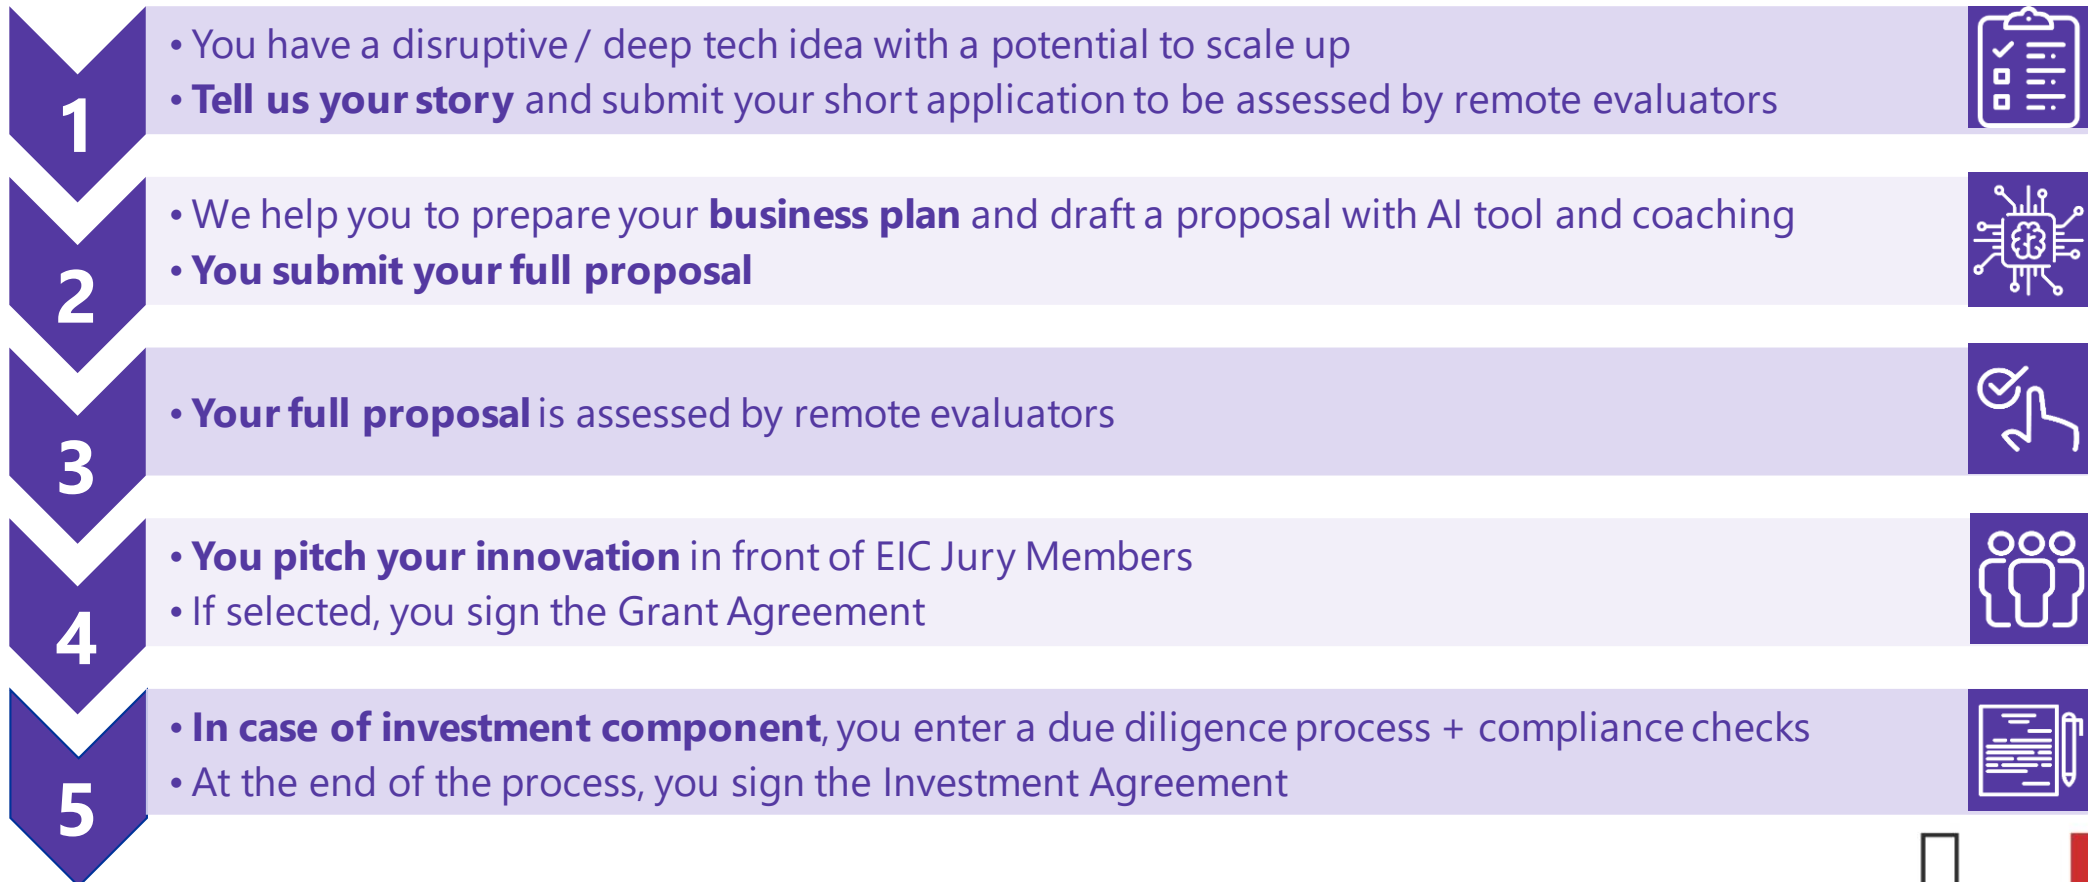 1
• You have a disruptive / deep tech idea with a potential to scale up
• Tell us your story and submit your short application to be assessed by remote evaluators
2
• We help you to prepare your business plan and draft a proposal with AI tool and coaching
• You submit your full proposal
3
• Your full proposal is assessed by remote evaluators
4
• You pitch your innovation in front of EIC Jury Members
• If selected, you sign the Grant Agreement
5
• In case of investment component, you enter a due diligence process + compliance checks
• At the end of the process, you sign the Investment Agreement